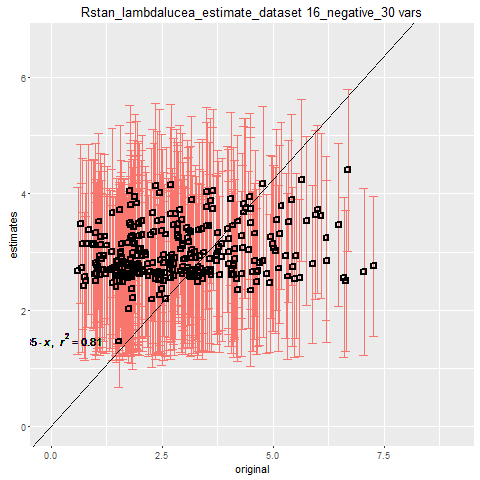 Rstan_lambdalucea_estimate_dataset 16_negative_30 vars
6
4
estimates
5 · x, r² = 0.81
2
0
0.0 2.5 5.0 7.5
original